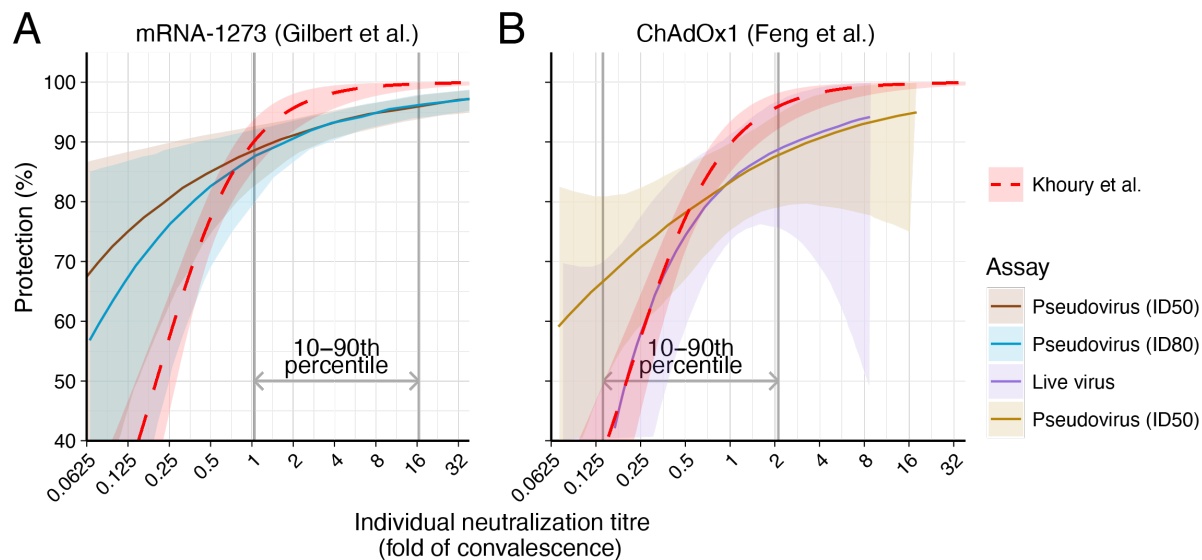 A
mRNA-1273 (Gilbert et al.)
B
ChAdOx1 (Feng et al.)
Protection (%)
100
90
80
70
60
50
40
10−90th
percentile
0.0625
0.125
0.25
0.5
1
2
4
8
16
32
10−90th
percentile
0.0625
0.125
0.25
0.5
1
2
4
8
16
32
Individual neutralization titre
(fold of convalescence)
Khoury et al.
Assay
Pseudovirus (ID50)
Pseudovirus (ID80)
Live virus
Pseudovirus (ID50)